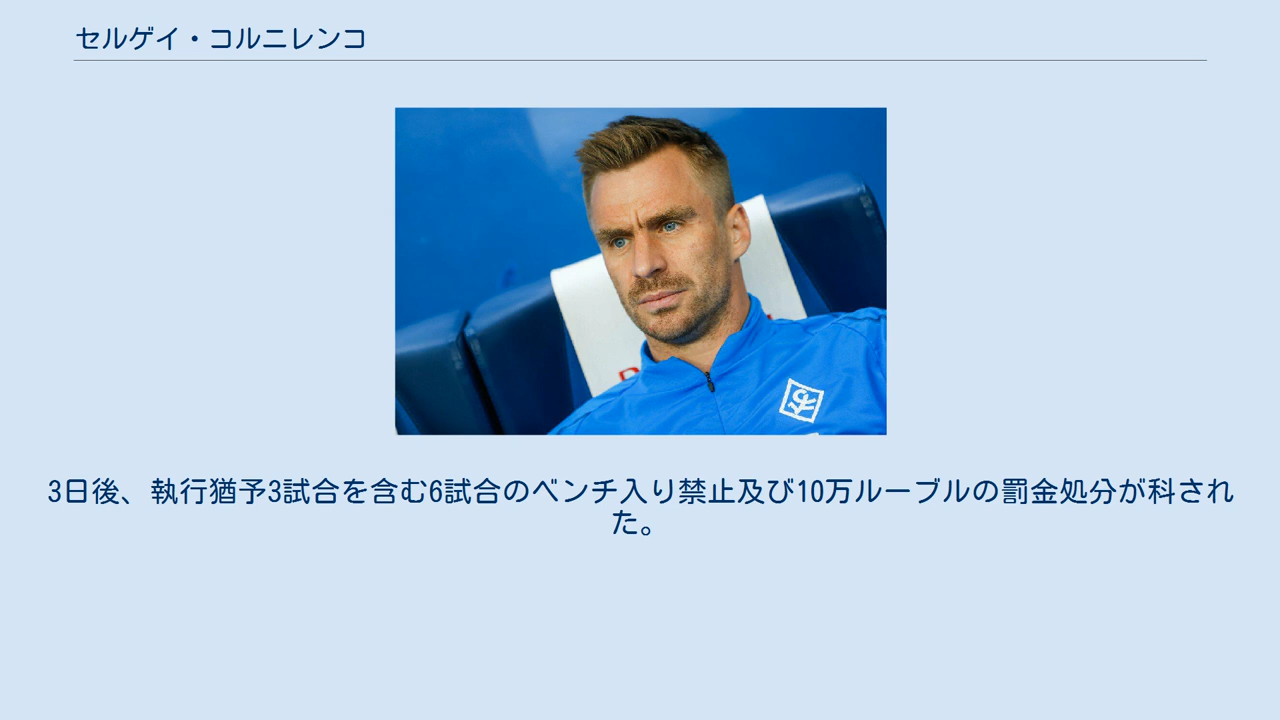 セルゲイ・コルニレンコ
3日後、執行猶予3試合を含む6試合のベンチ入り禁止及び10万ルーブルの罰金処分が科され
た。